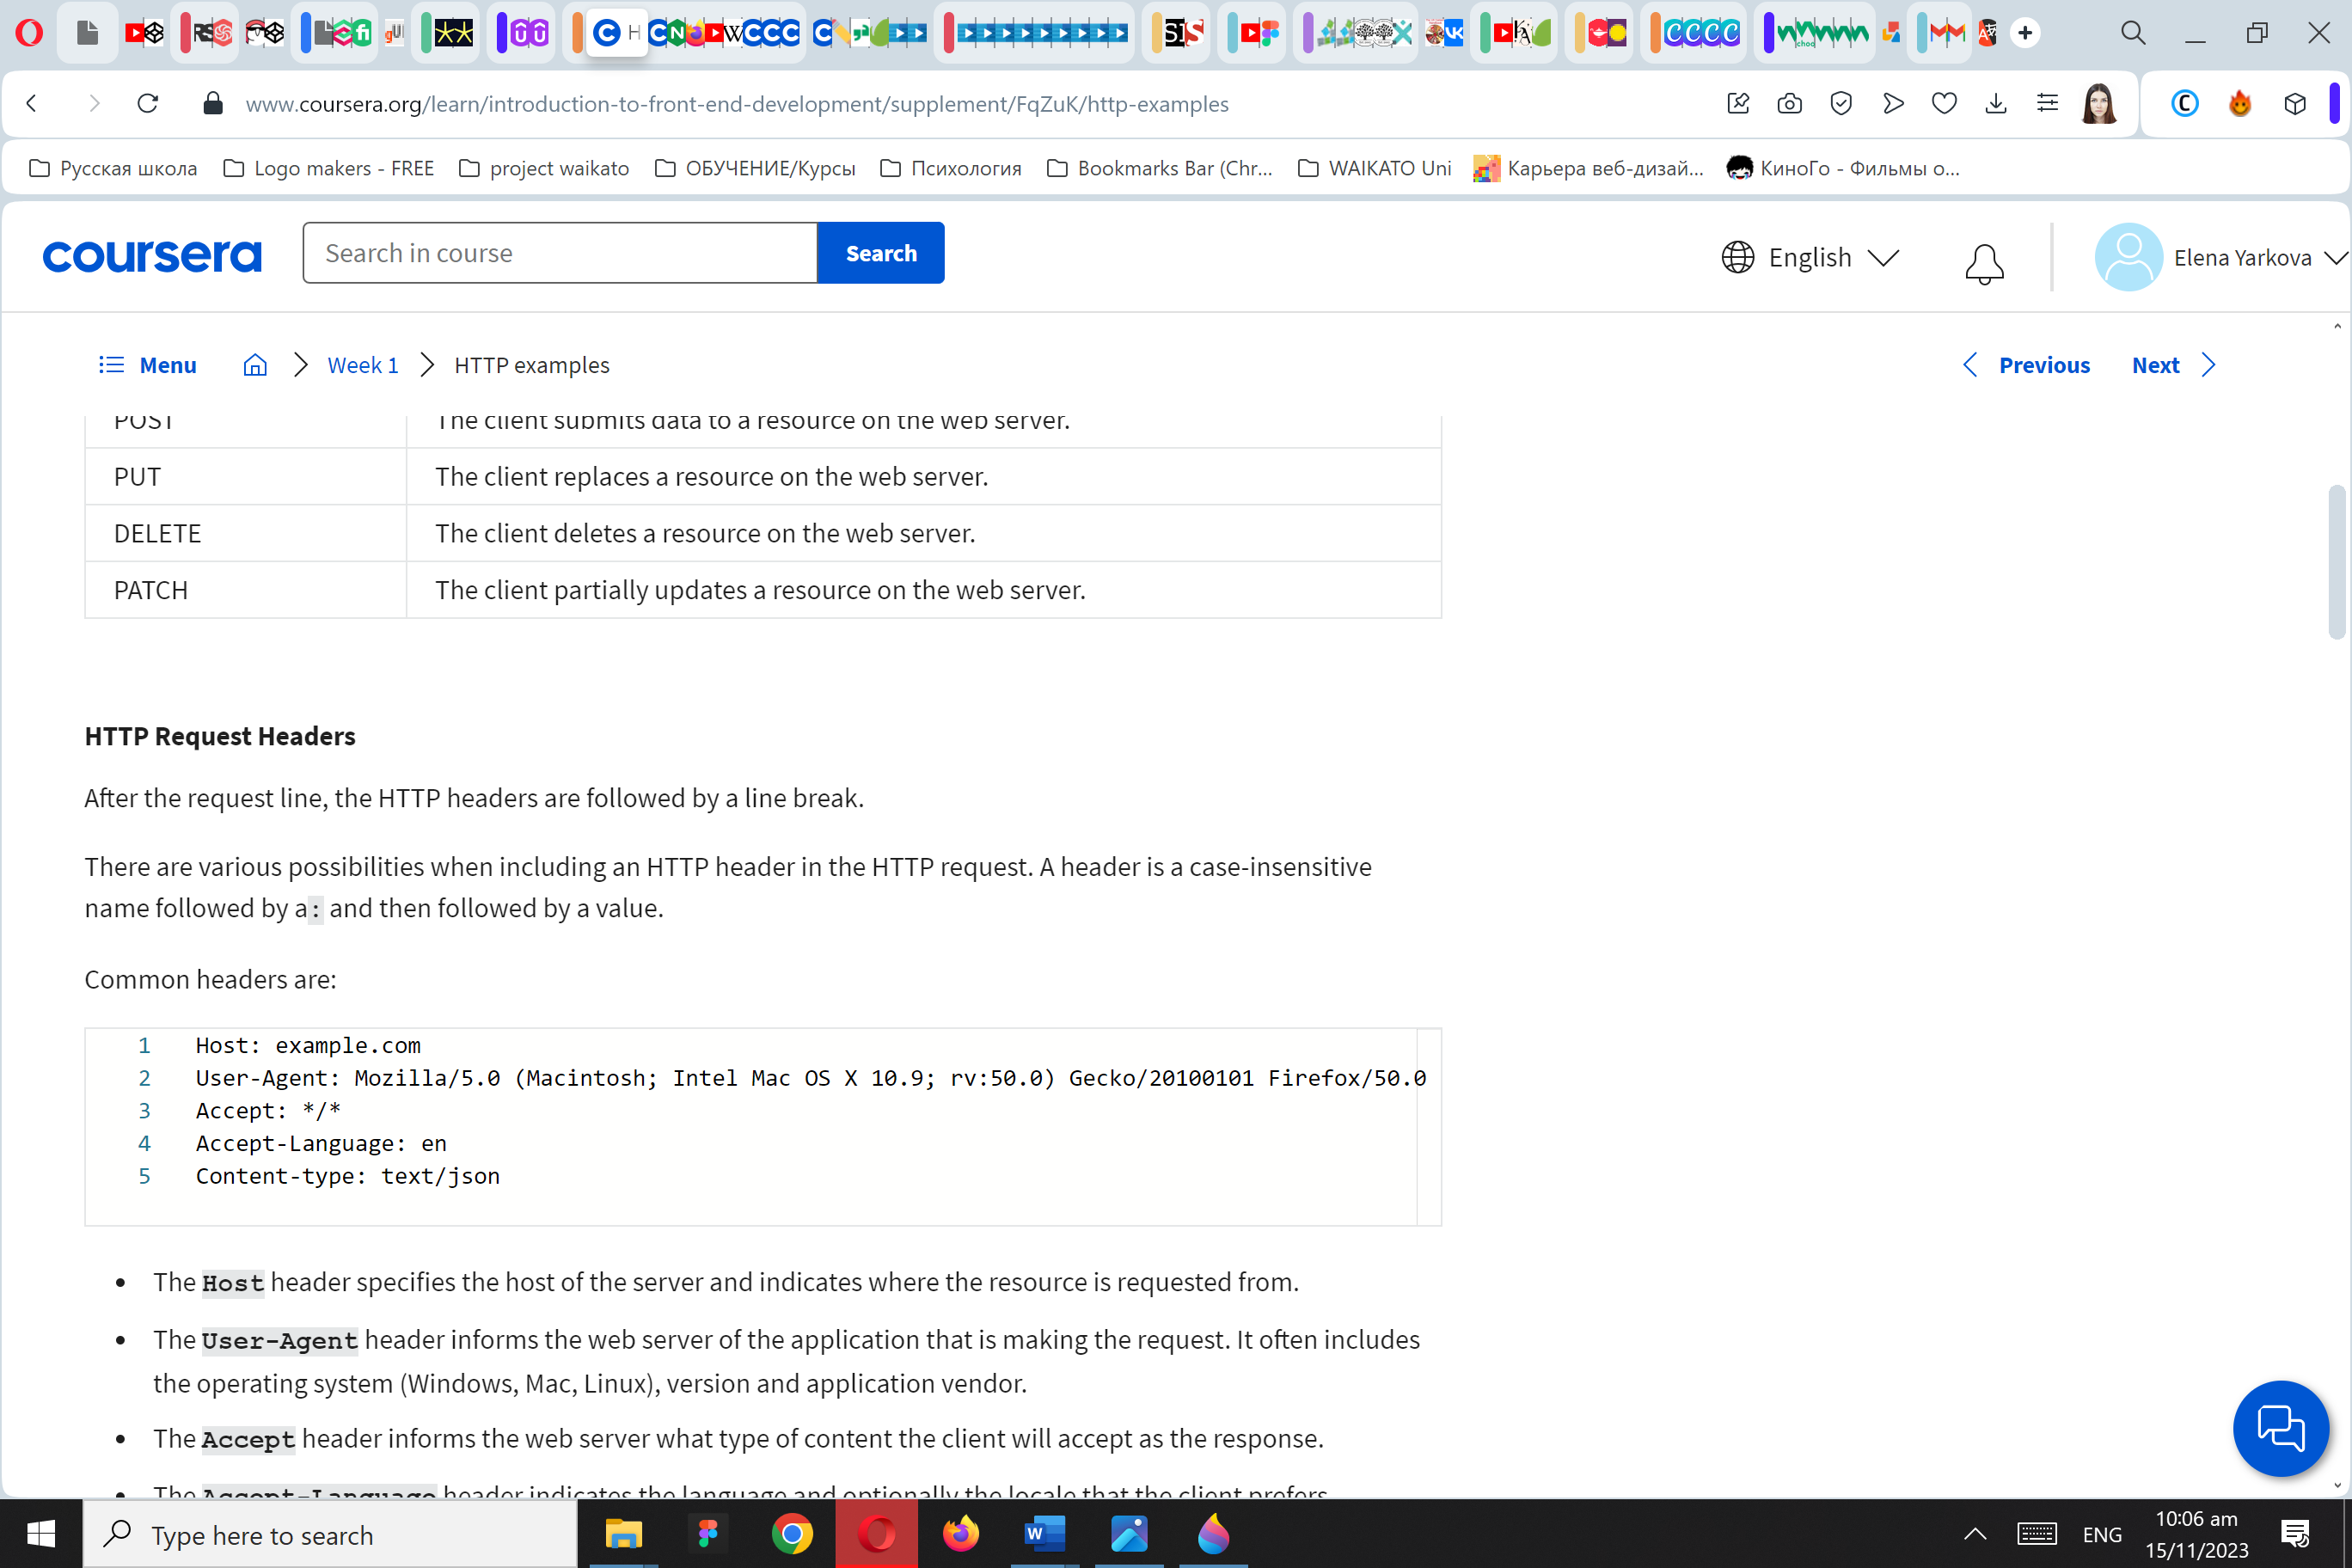 www.coursera.org/learn/introduction-to-front-end-development/supplement/FqZuK/http-examples
Русская школа
Logo makers - FREE
project waikato
ОБУЧЕНИЕ/Курсы
Психология
Bookmarks Bar (Chr...
WAIKATO Uni
Карьера веб-дизай...
КиноГо - Фильмы о...
coursera
Search in course
Search
English
Elena Yarkova
Menu
Week 1
HTTP examples
Previous
Next
POST The client submits data to a resource on the web server.
PUT The client replaces a resource on the web server.
DELETE The client deletes a resource on the web server.
PATCH The client partially updates a resource on the web server.
HTTP Request Headers
After the request line, the HTTP headers are followed by a line break.
There are various possibilities when including an HTTP header in the HTTP request. A header is a case-insensitive
name followed by a : and then followed by a value.
Common headers are:
1 Host: example.com
2 User-Agent: Mozilla/5.0 (Macintosh; Intel Mac OS X 10.9; rv:50.0) Gecko/20100101 Firefox/50.0
3 Accept: */*
4 Accept-Language: en
5 Content-type: text/json
• The Host header specifies the host of the server and indicates where the resource is requested from.
• The User-Agent header informs the web server of the application that is making the request. It often includes
the operating system (Windows, Mac, Linux), version and application vendor.
• The Accept header informs the web server what type of content the client will accept as the response.
• The Accept-Language header indicates the language and optionally the locale that the client prefers.
Type here to search
ENG
10:06 am
15/11/2023